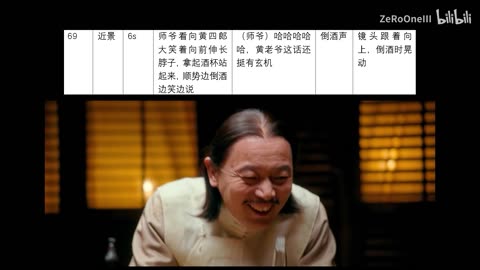 ZeRoOneIII bilibili
69 近景 6s 师爷看向黄四郎 （师爷）哈哈哈哈 倒酒声 镜头跟着向
大笑着向前伸长 哈，黄老爷这话还 上，倒酒时晃
脖子，拿起酒杯站 挺有玄机 动
起来，顺势边倒酒
边笑边说